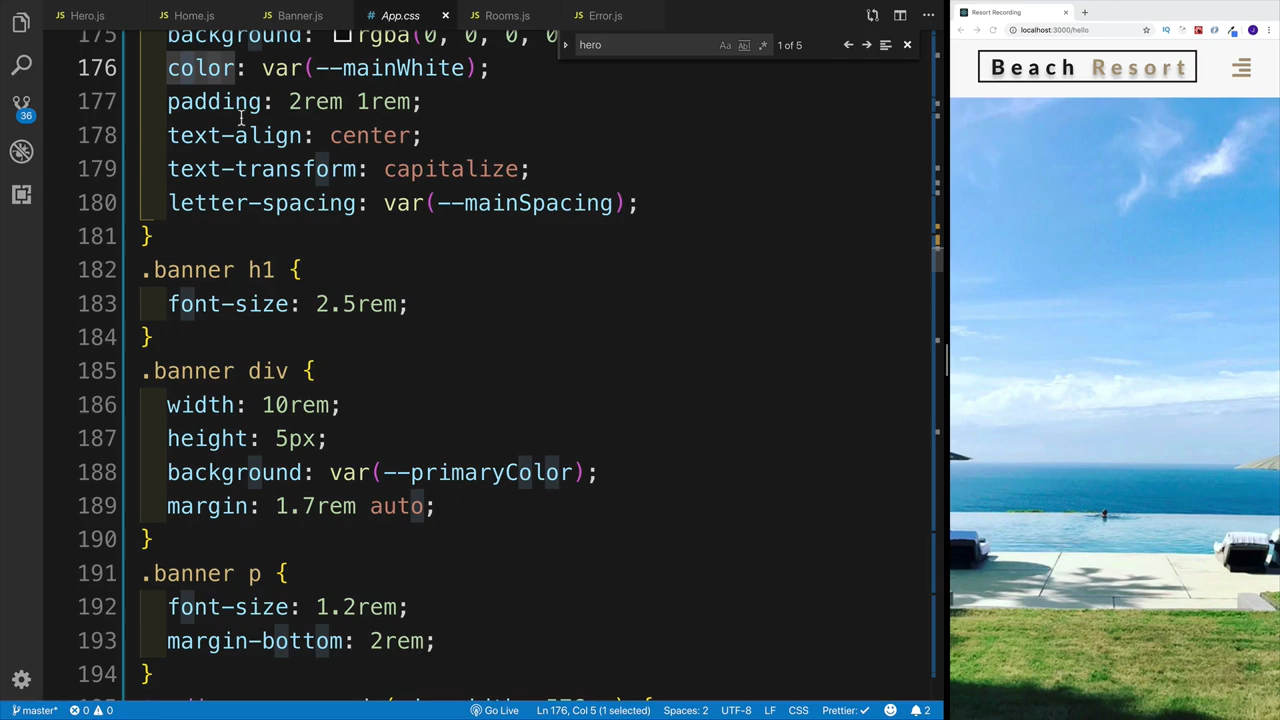 Hero.js
Home.js
Banner.js
# App.css
Rooms.js
Error.js
hero
Aa
Ab
1 of 5
175 background: rgba(0, 0, 0, 0
176 color: var(--mainWhite);
177 padding: 2rem 1rem;
178 text-align: center;
179 text-transform: capitalize;
180 letter-spacing: var(--mainSpacing);
181 }
182 .banner h1 {
183 font-size: 2.5rem;
184 }
185 .banner div {
186 width: 10rem;
187 height: 5px;
188 background: var(--primaryColor);
189 margin: 1.7rem auto;
190 }
191 .banner p {
192 font-size: 1.2rem;
193 margin-bottom: 2rem;
194 }
36
master*
0
0
Go Live
Ln 176, Col 5 (1 selected)
Spaces: 2
UTF-8
LF
CSS
Prettier: ✓
2
Resort Recording
localhost:3000/hello
IQ
J
Beach Resort